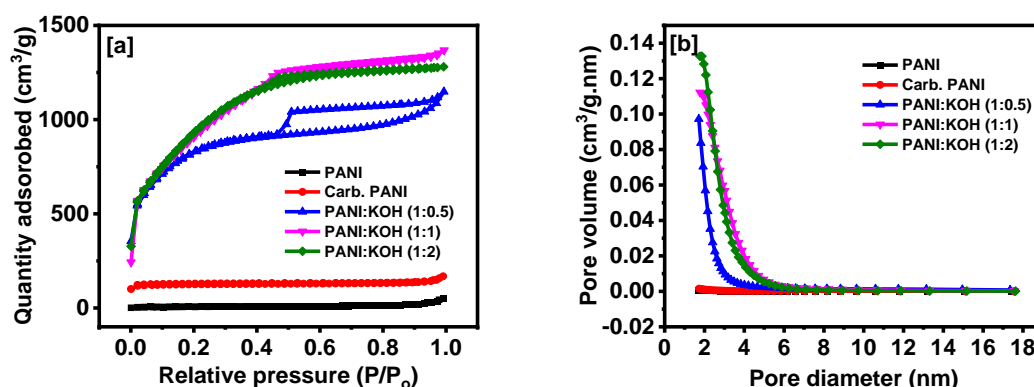 [a]
1500
1000
500
0
Quantity adsorobed (cm³/g)
PANI
Carb. PANI
PANI:KOH (1:0.5)
PANI:KOH (1:1)
PANI:KOH (1:2)
0.0 0.2 0.4 0.6 0.8 1.0
Relative pressure (P/Pₒ)
[b]
0.14
0.12
0.10
0.08
0.06
0.04
0.02
0.00
-0.02
Pore volume (cm³/g.nm)
PANI
Carb. PANI
PANI:KOH (1:0.5)
PANI:KOH (1:1)
PANI:KOH (1:2)
0 2 4 6 8 10 12 14 16 18
Pore diameter (nm)